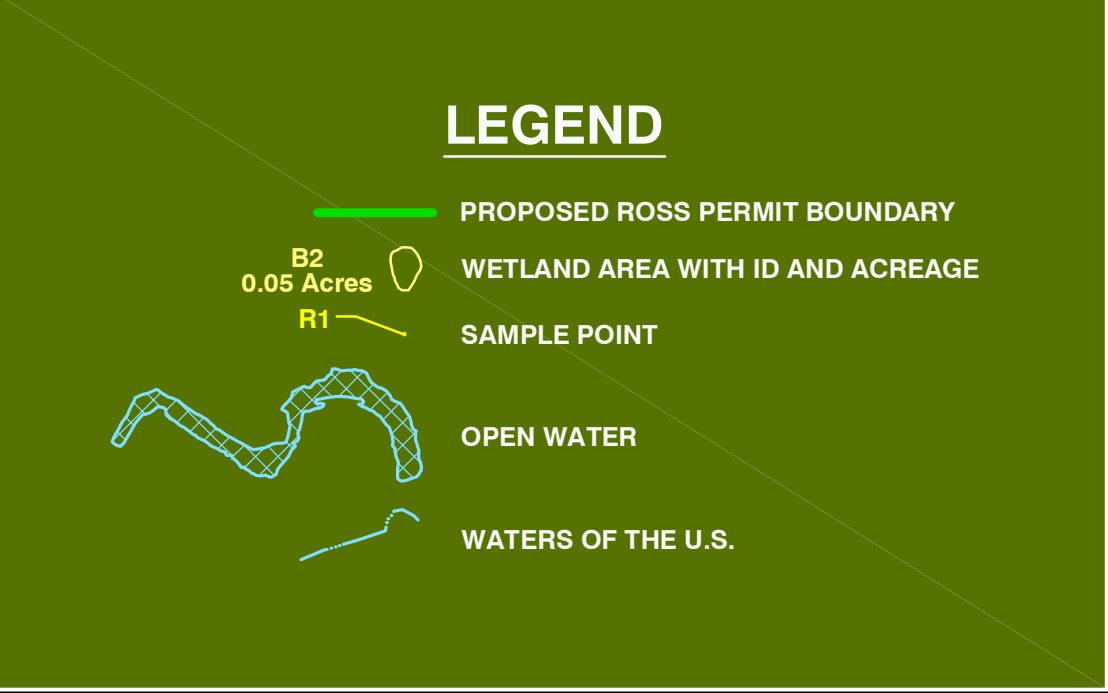 LEGEND
PROPOSED ROSS PERMIT BOUNDARY
B2
0.05 Acres
WETLAND AREA WITH ID AND ACREAGE
R1
SAMPLE POINT
OPEN WATER
WATERS OF THE U.S.